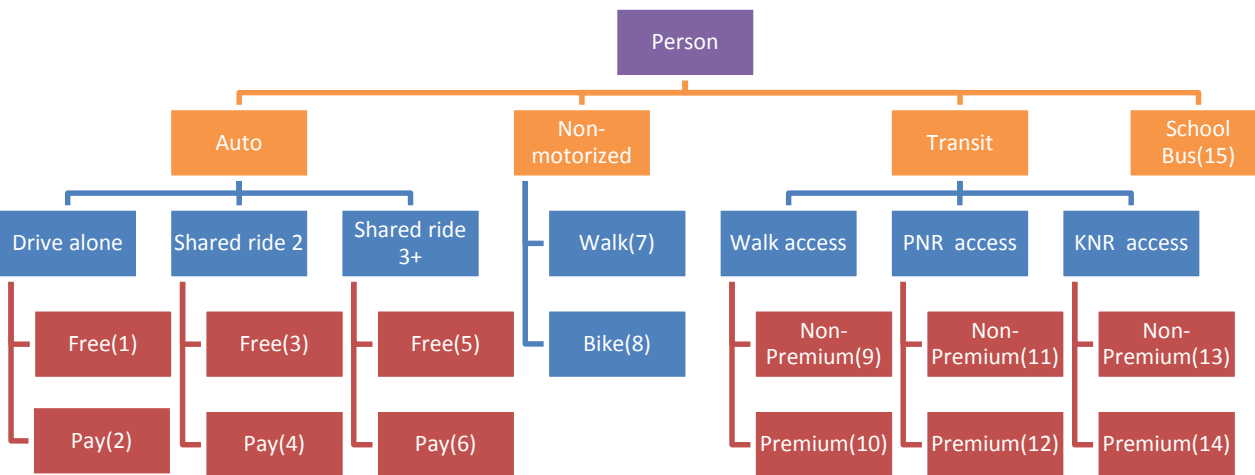 Person
Auto
Non-
motorized
Transit
School
Bus(15)
Drive alone
Shared ride 2
Shared ride
3+
Walk(7)
Walk access
PNR access
KNR access
Free(1)
Free(3)
Free(5)
Bike(8)
Non-
Premium(9)
Non-
Premium(11)
Non-
Premium(13)
Pay(2)
Pay(4)
Pay(6)
Premium(10)
Premium(12)
Premium(14)